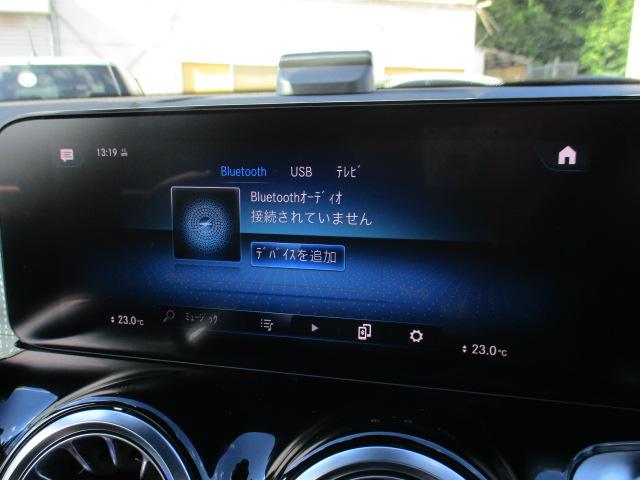 13:19
Bluetooth USB ﾃﾚﾋﾞ
Bluetoothｵｰﾃﾞｨｵ
接続されていません
ﾃﾞﾊﾞｲｽを追加
ﾐｭｰｼﾞｯｸ
23.0℃
23.0℃